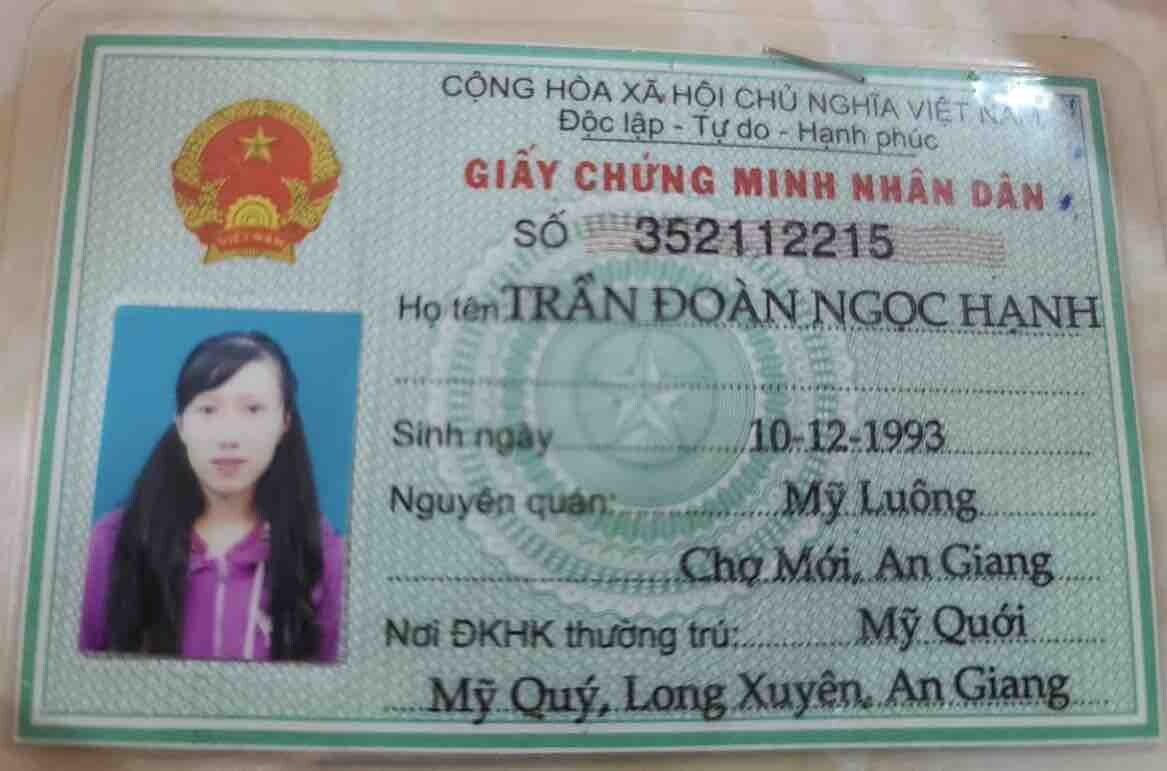 CỘNG HÒA XÃ HỘI CHỦ NGHĨA VIỆT NAM
Độc lập - Tự do - Hạnh phúc
GIẤY CHỨNG MINH NHÂN DÂN
SỐ 352112215
VIỆT NAM
Họ tên TRẦN ĐOÀN NGỌC HẠNH
Sinh ngày 10-12-1993
Nguyên quán: Mỹ Luông
Chợ Mới, An Giang
Nơi ĐKHK thường trú: Mỹ Quới
Mỹ Quý, Long Xuyên, An Giang